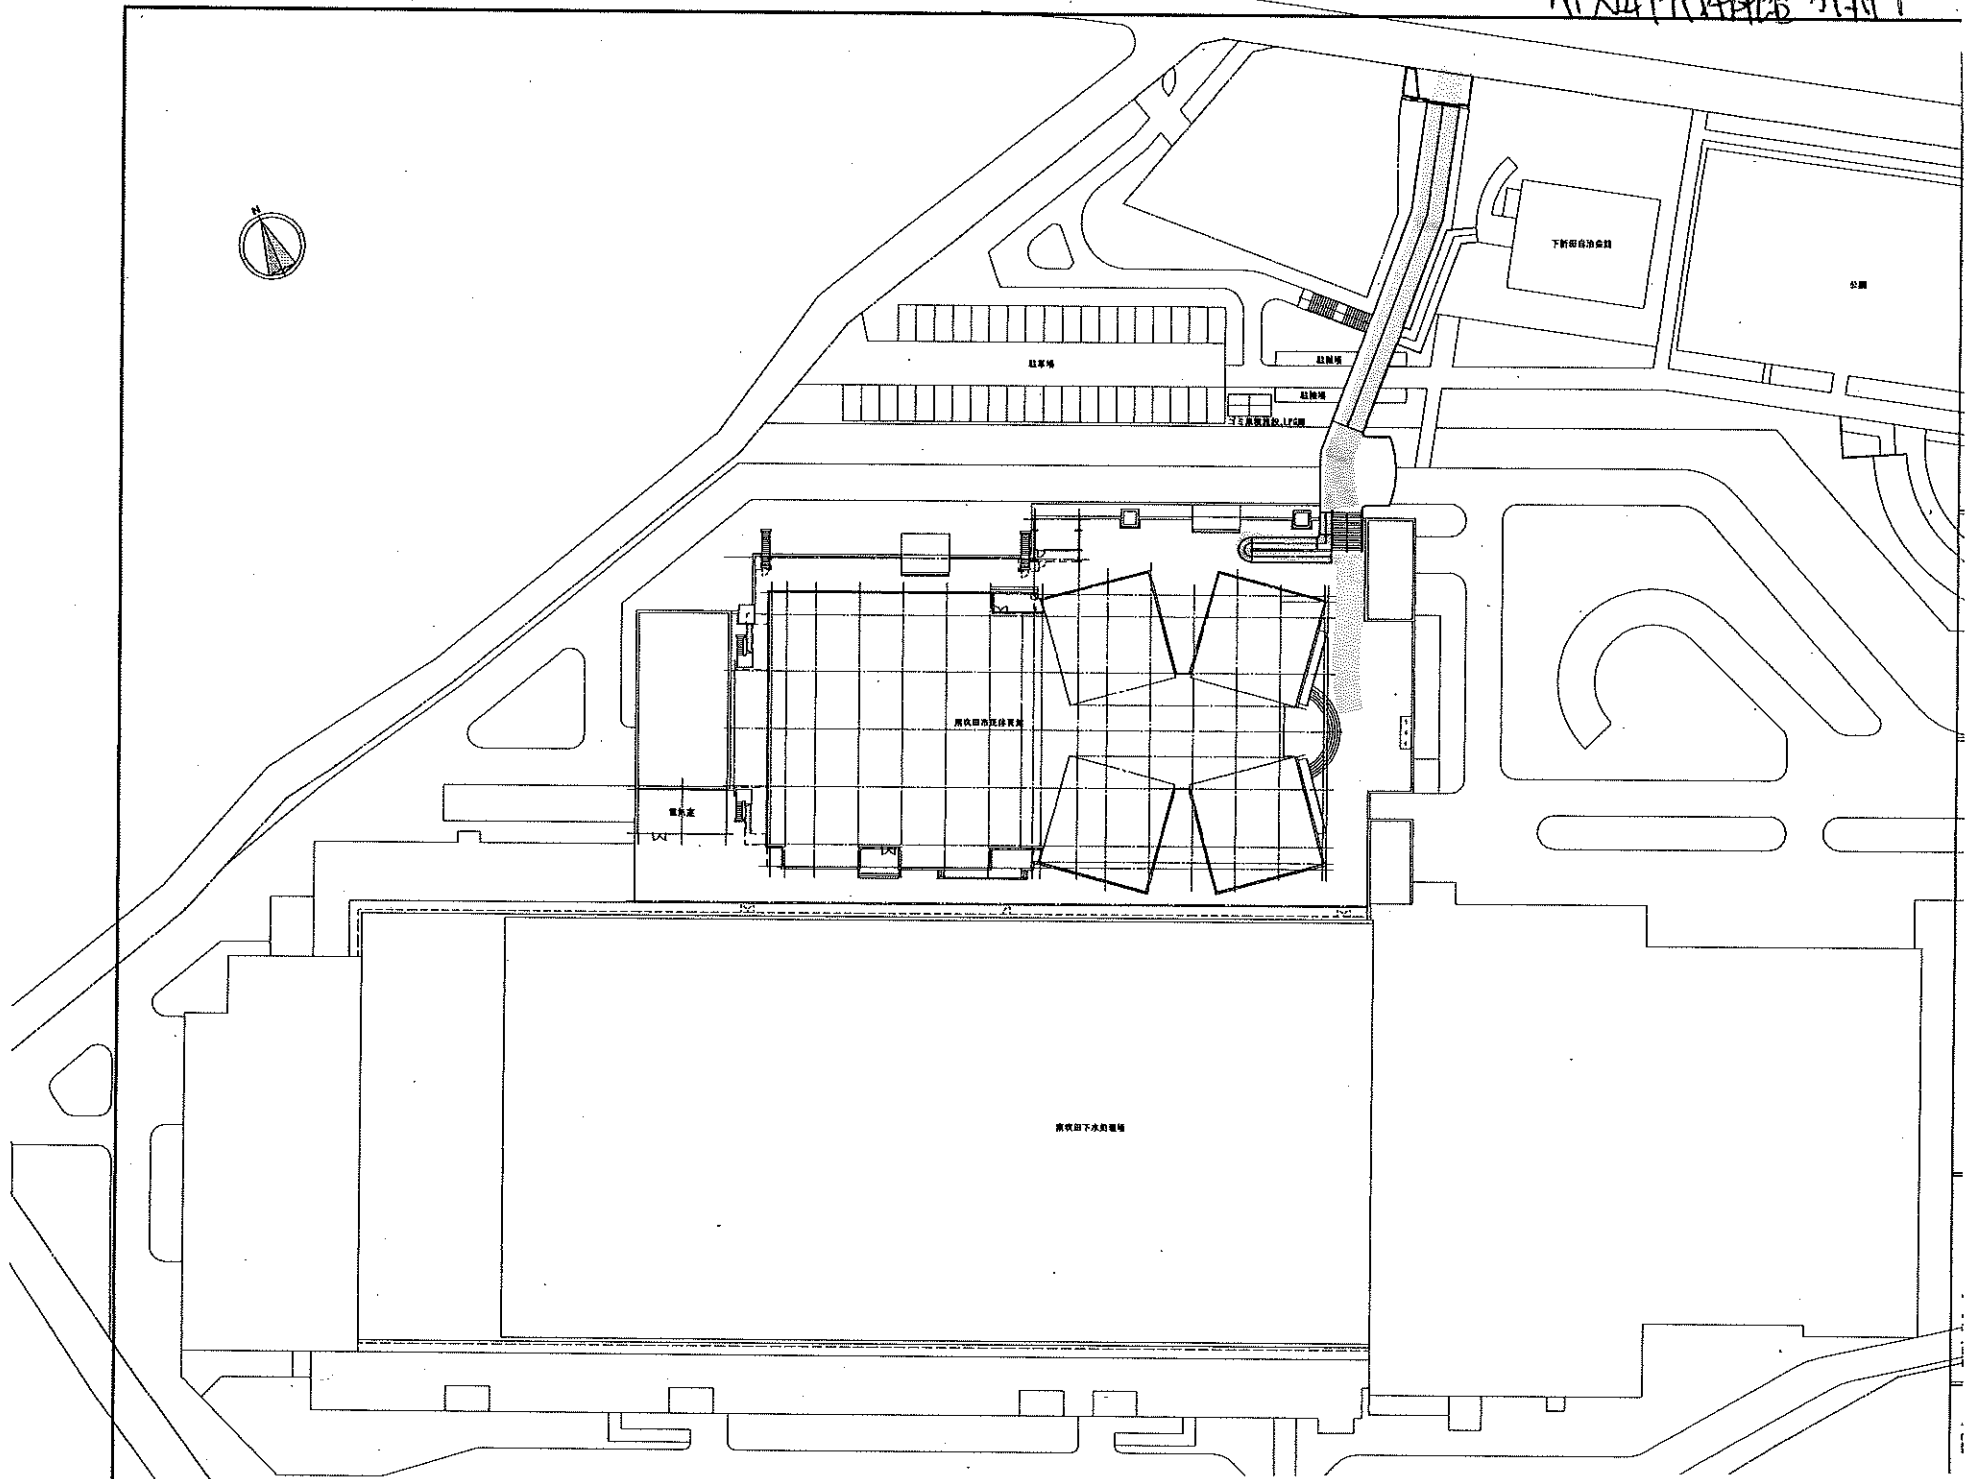 N
下新田自治会館
公園
駐車場
駐輪場
駐輪場
ゴミ集積施設,LPG庫
南吹田市民体育館
電気室
南吹田下水処理場